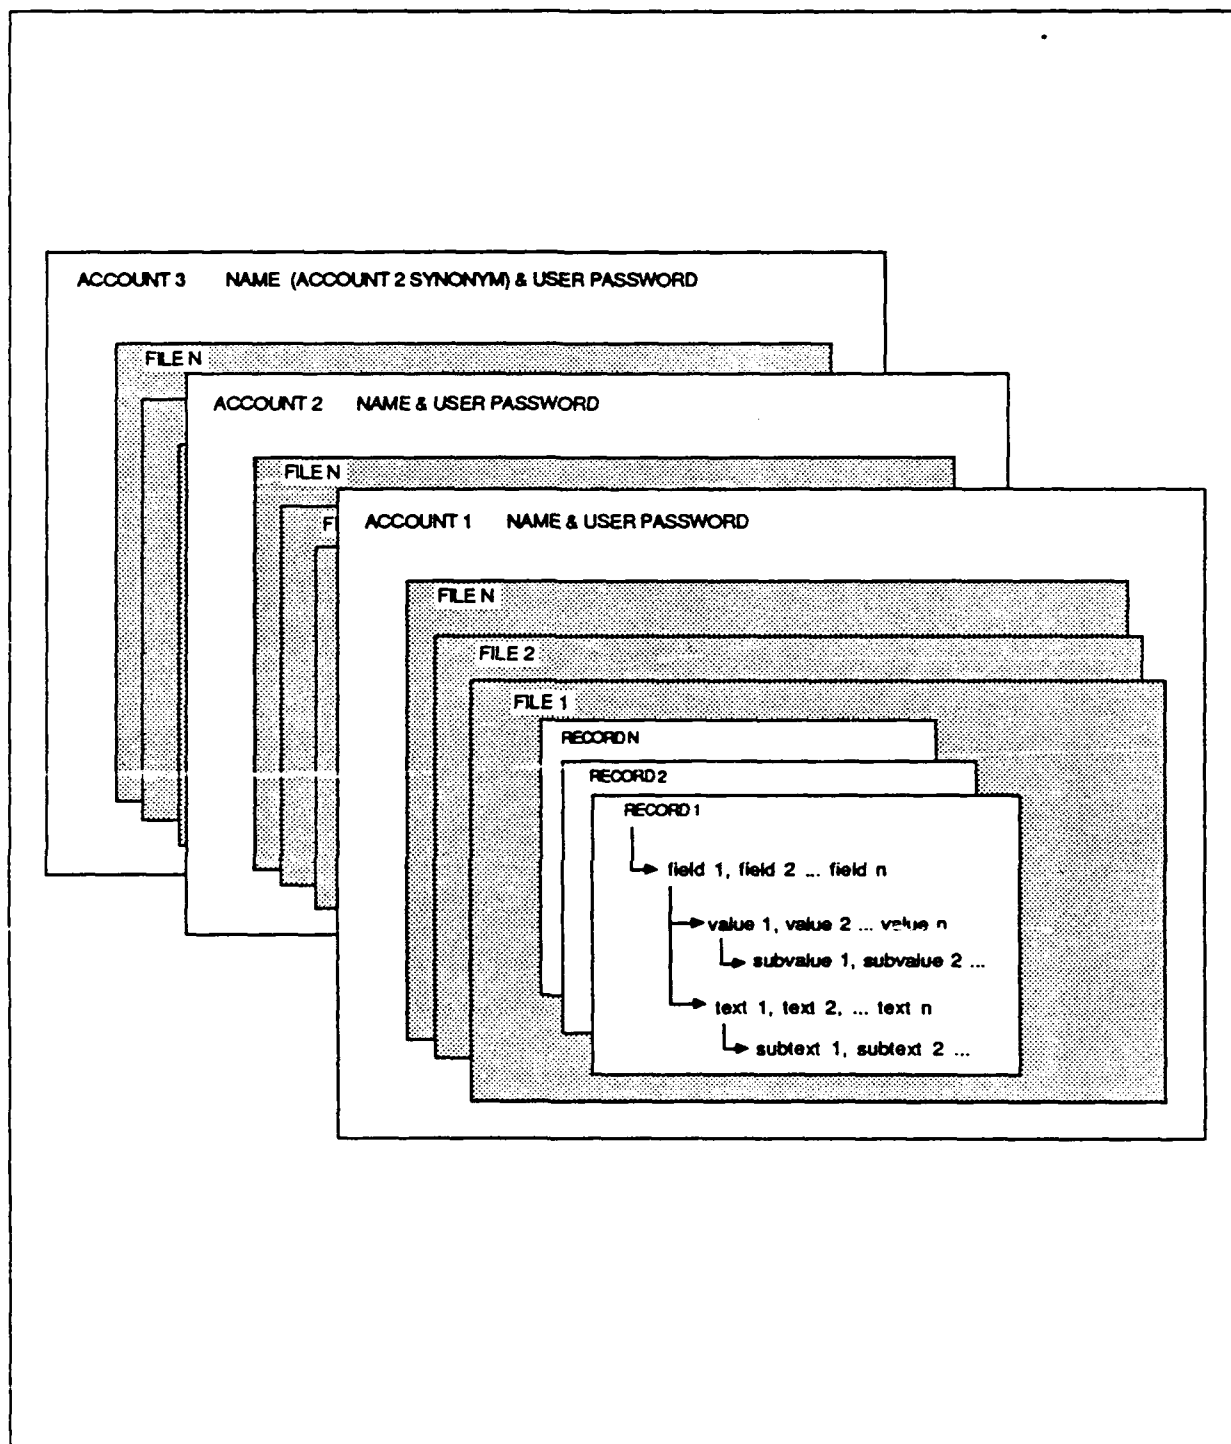 ACCOUNT 3 NAME (ACCOUNT 2 SYNONYM) & USER PASSWORD
FILE N
ACCOUNT 2 NAME & USER PASSWORD
FILE N
ACCOUNT 1 NAME & USER PASSWORD
FILE N
FILE 2
FILE 1
RECORD N
RECORD 2
RECORD 1
field 1, field 2 ... field n
value 1, value 2 ... value n
subvalue 1, subvalue 2 ...
text 1, text 2, ... text n
subtext 1, subtext 2 ...